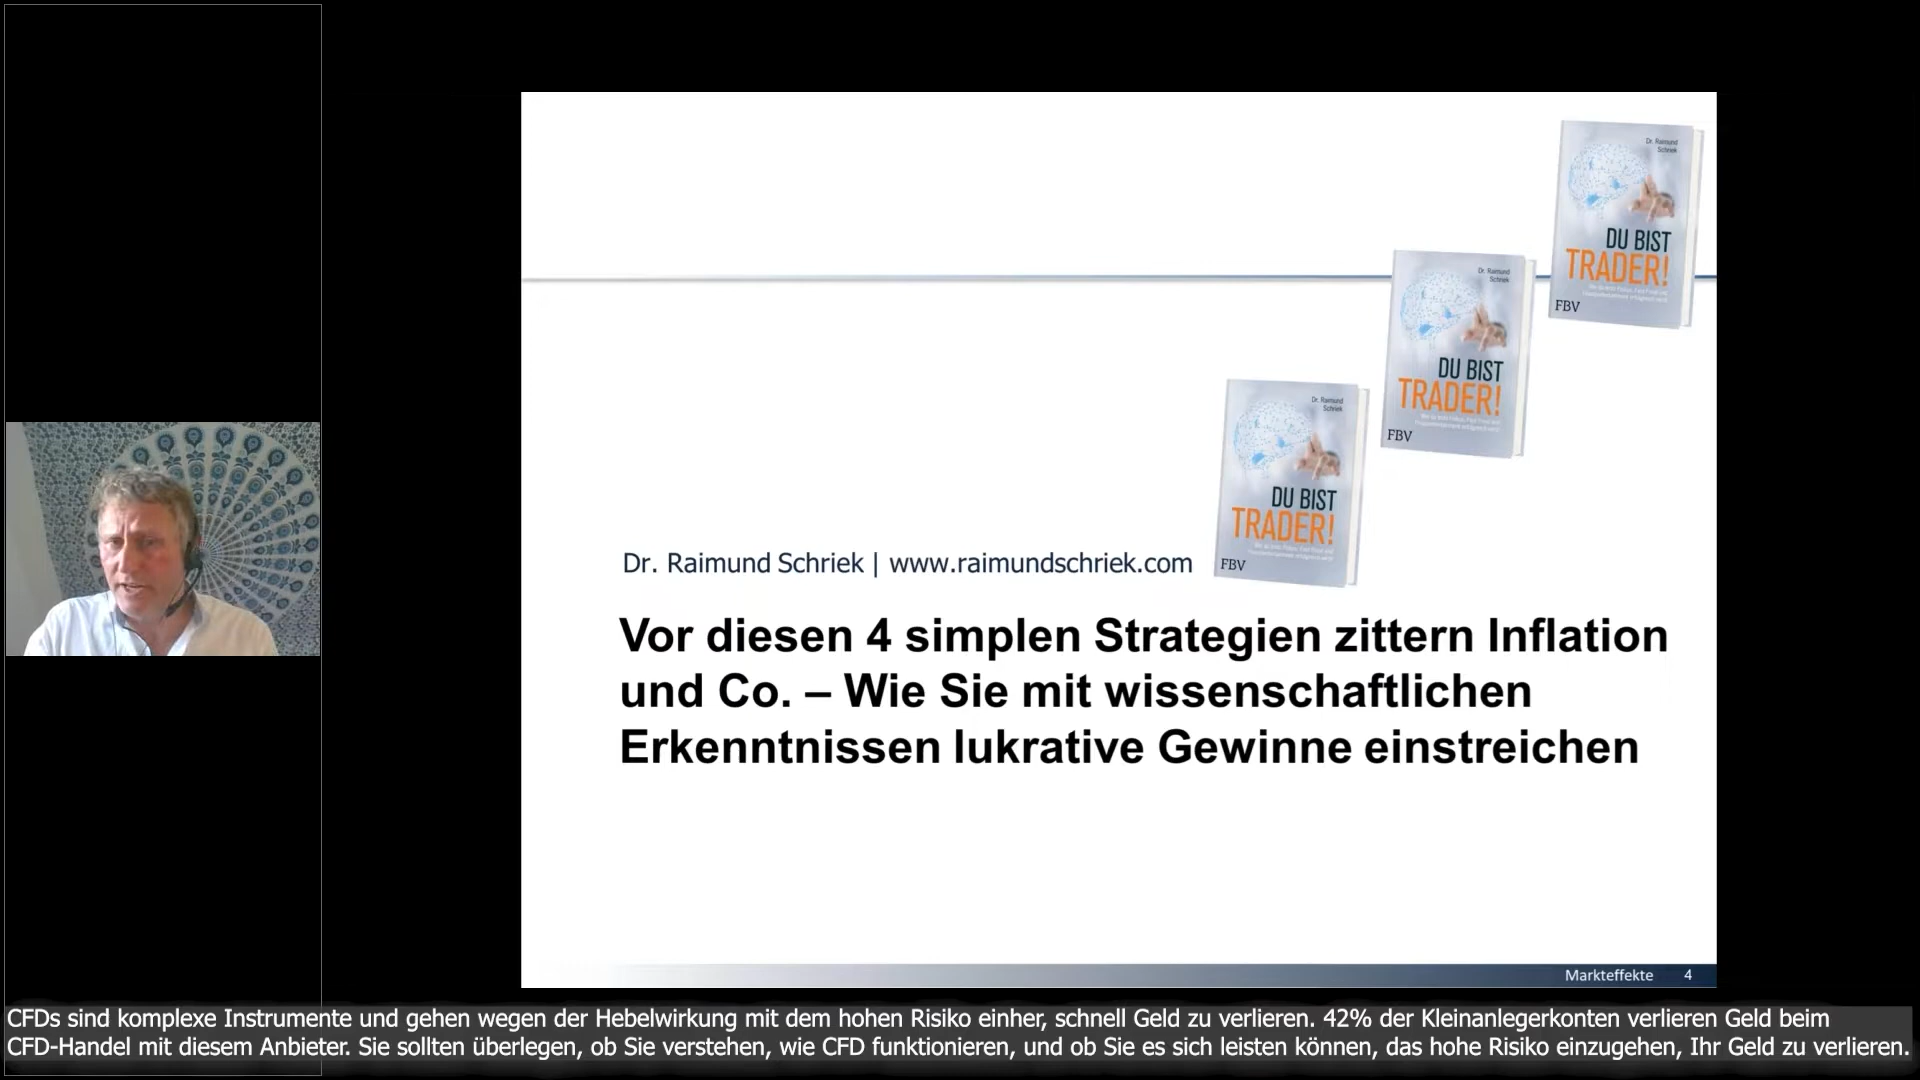 Dr. Raimund
Schriek
DU BIST
TRADER!
FBV
Dr. Raimund
Schriek
DU BIST
TRADER!
FBV
Dr. Raimund
Schriek
DU BIST
TRADER!
FBV
Dr. Raimund Schriek | www.raimundschriek.com
Vor diesen 4 simplen Strategien zittern Inflation
und Co. – Wie Sie mit wissenschaftlichen
Erkenntnissen lukrative Gewinne einstreichen
Markteffekte 4
CFDs sind komplexe Instrumente und gehen wegen der Hebelwirkung mit dem hohen Risiko einher, schnell Geld zu verlieren. 42% der Kleinanlegerkonten verlieren Geld beim
CFD-Handel mit diesem Anbieter. Sie sollten überlegen, ob Sie verstehen, wie CFD funktionieren, und ob Sie es sich leisten können, das hohe Risiko einzugehen, Ihr Geld zu verlieren.